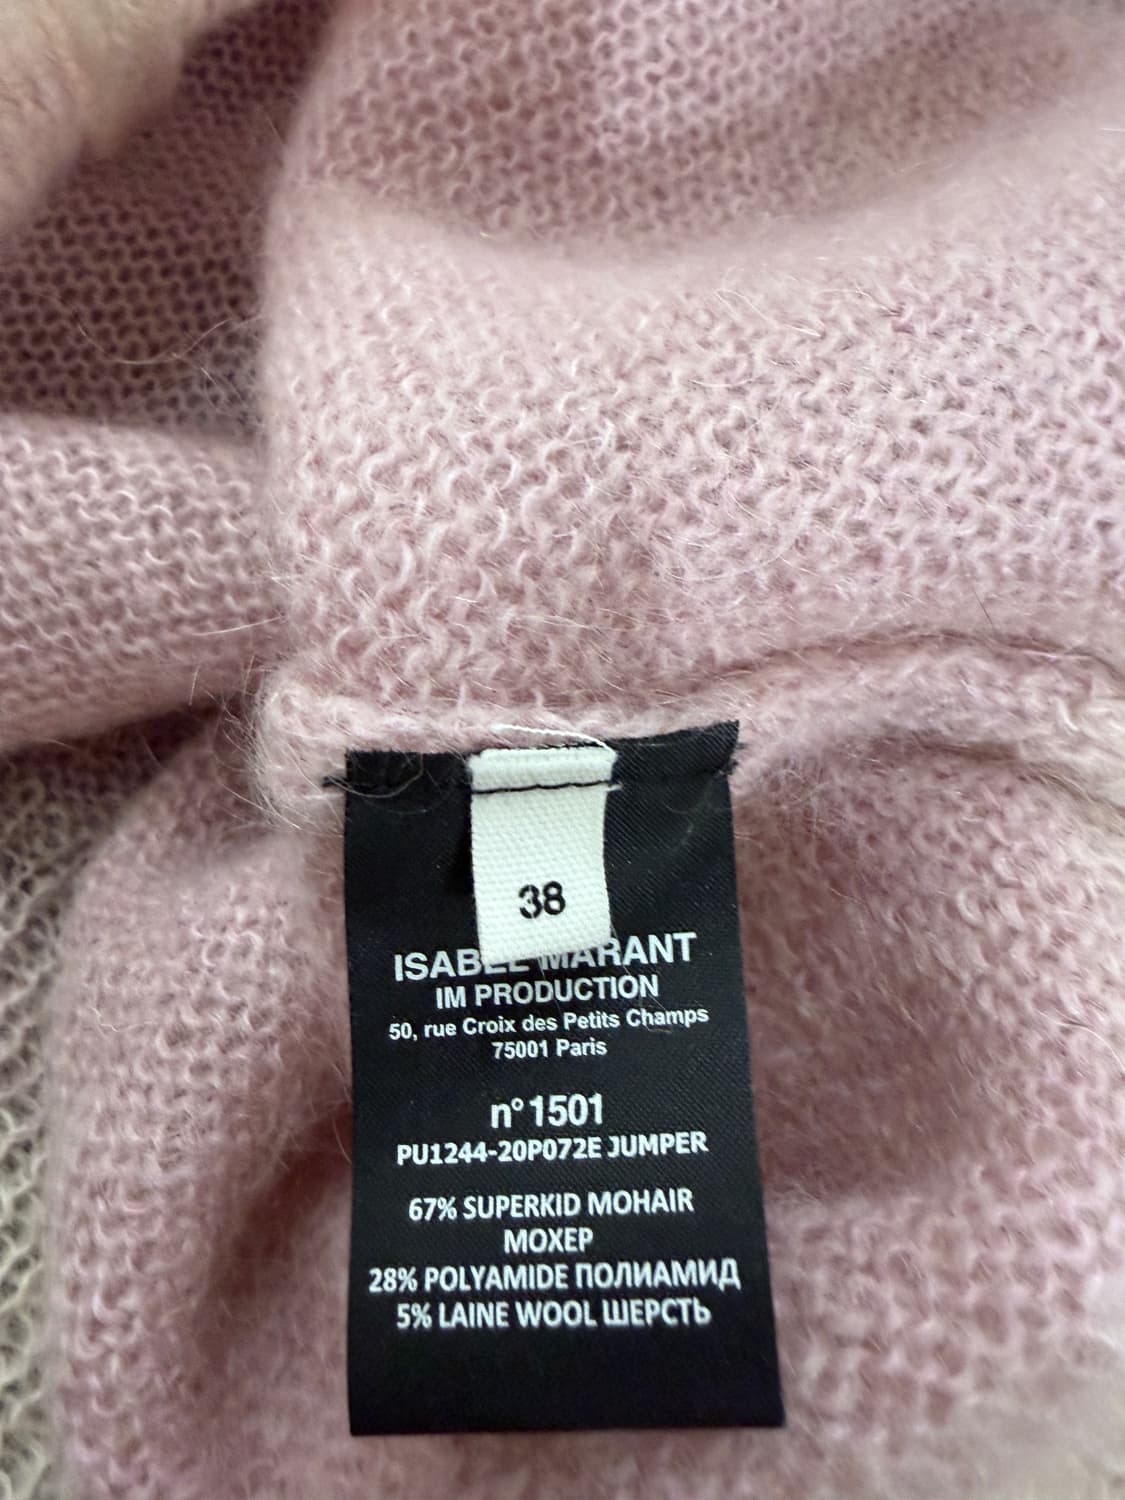 38
ISABEL MARANT
IM PRODUCTION
50, rue Croix des Petits Champs
75001 Paris
n° 1501
PU1244-20P072E JUMPER
67% SUPERKID MOHAIR
МОХЕР
28% POLYAMIDE ПОЛИАМИД
5% LAINE WOOL ШЕРСТЬ